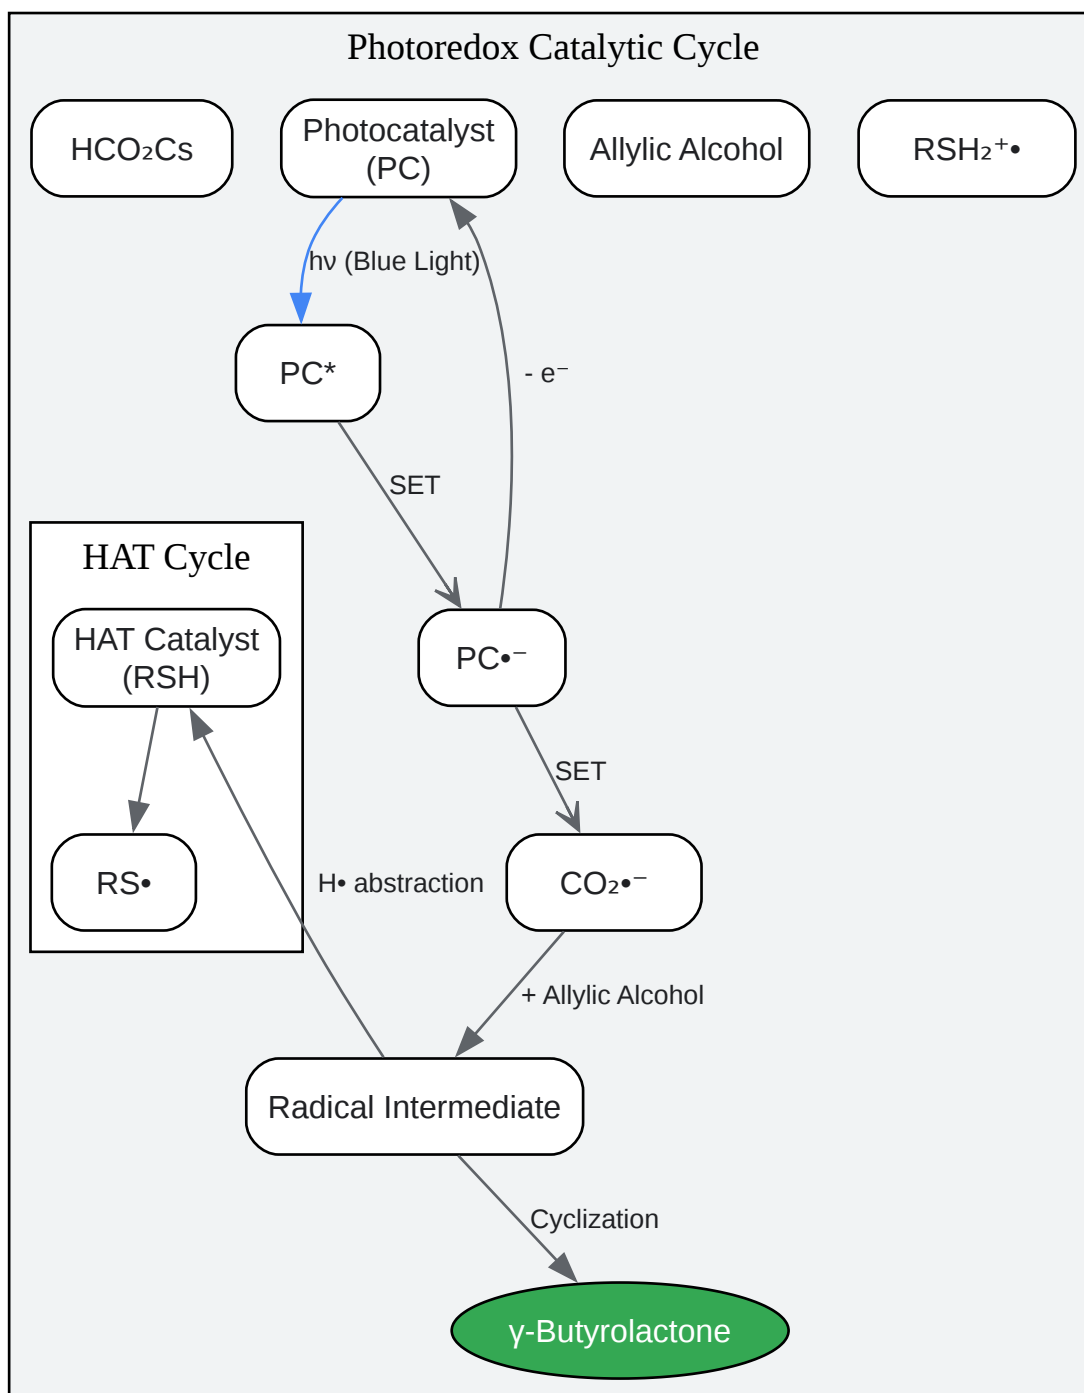 Photoredox Catalytic Cycle
HCO₂Cs
Photocatalyst
(PC)
Allylic Alcohol
RSH₂⁺•
hν (Blue Light)
PC*
- e⁻
SET
HAT Cycle
HAT Catalyst
(RSH)
PC•⁻
SET
RS•
H• abstraction
CO₂•⁻
+ Allylic Alcohol
Radical Intermediate
Cyclization
γ-Butyrolactone